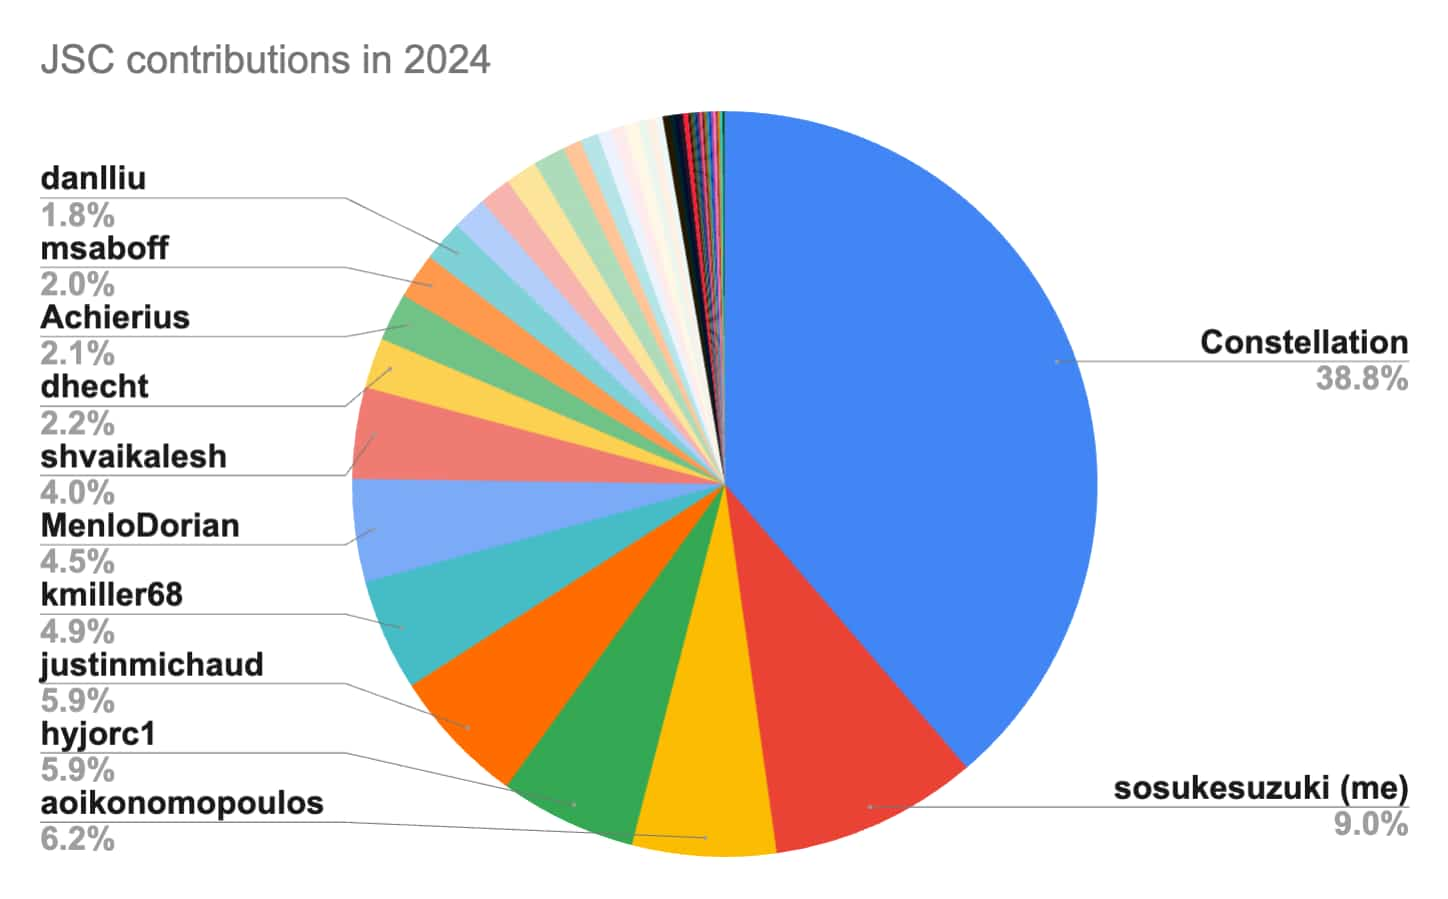 JSC contributions in 2024
danlliu
1.8%
msaboff
2.0%
Achierius
2.1%
dhecht
2.2%
shvaikalesh
4.0%
MenloDorian
4.5%
kmiller68
4.9%
justinmichaud
5.9%
hyjorc1
5.9%
aoikonomopoulos
6.2%
Constellation
38.8%
sosukesuzuki (me)
9.0%